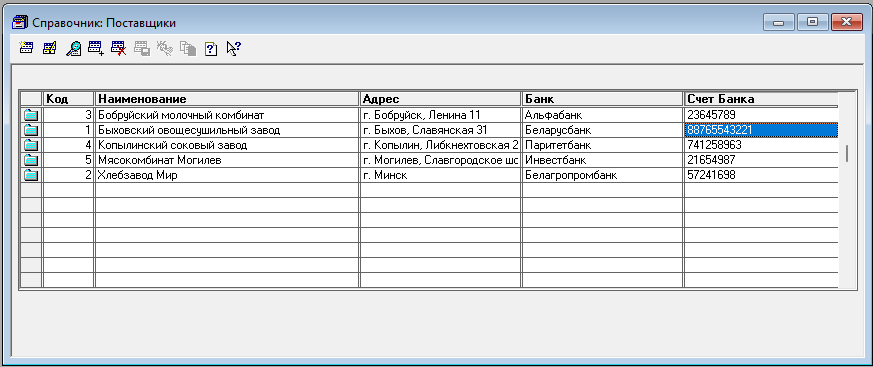 Справочник: Поставщики
Код Наименование Адрес Банк Счет Банка
3 Бобруйский молочный комбинат г. Бобруйск, Ленина 11 Альфабанк 23645789
1 Быховский овощесушильный завод г. Быхов, Славянская 31 Беларусбанк 88765543221
4 Копылинский соковый завод г. Копылин, Либкнехтовская 2 Паритетбанк 741258963
5 Мясокомбинат Могилев г. Могилев, Славгородское шо Инвестбанк 21654987
2 Хлебзавод Мир г. Минск Белагропромбанк 57241698